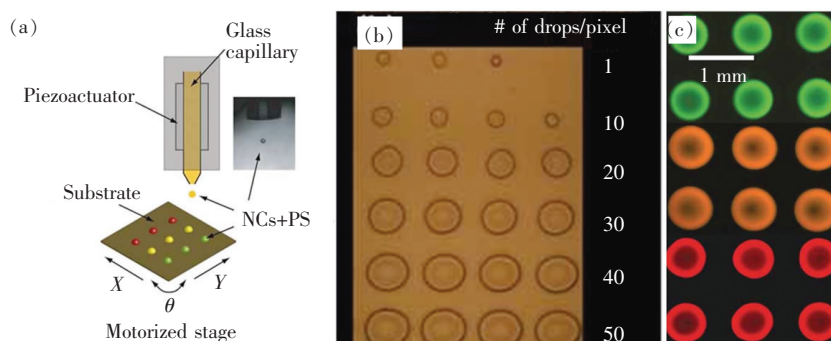 (a)
Glass
capillary
Piezoactuator
Substrate
NCs+PS
X
Y
θ
Motorized stage
(b)
# of drops/pixel
1
10
20
30
40
50
(c)
1 mm